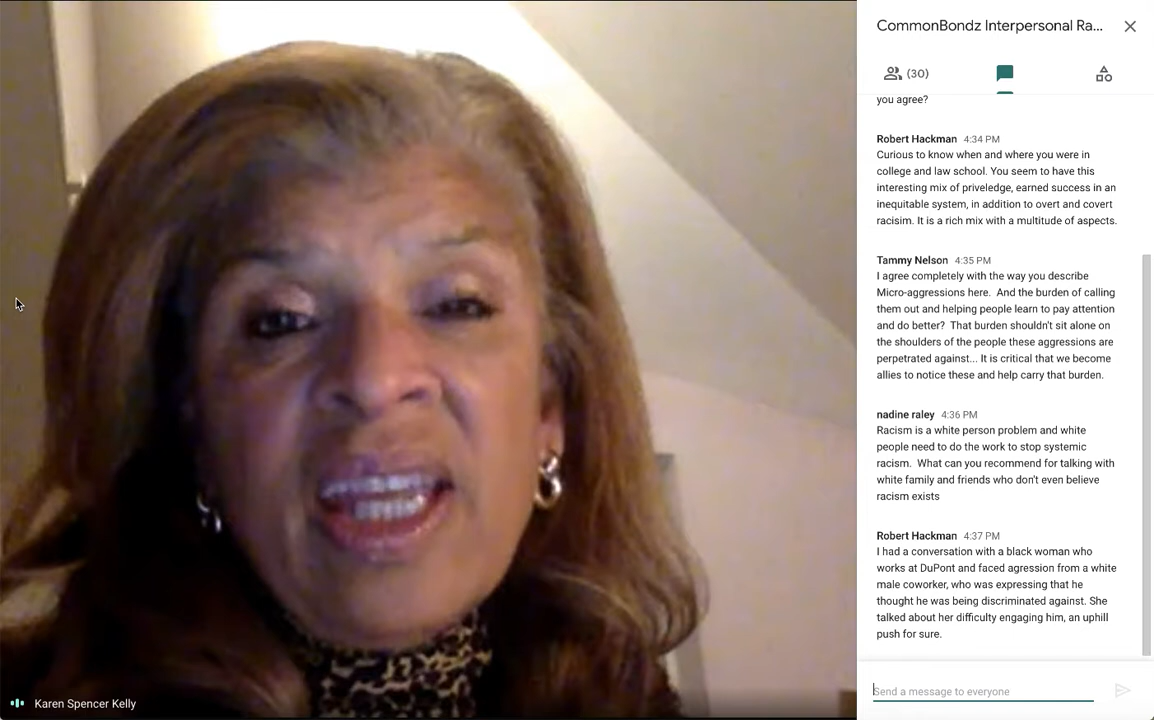 CommonBondz Interpersonal Ra...
(30)
you agree?
Robert Hackman 4:34 PM
Curious to know when and where you were in
college and law school. You seem to have this
interesting mix of priveledge, earned success in an
inequitable system, in addition to overt and covert
racisim. It is a rich mix with a multitude of aspects.
Tammy Nelson 4:35 PM
I agree completely with the way you describe
Micro-aggressions here.  And the burden of calling
them out and helping people learn to pay attention
and do better?  That burden shouldn't sit alone on
the shoulders of the people these aggressions are
perpetrated against... It is critical that we become
allies to notice these and help carry that burden.
nadine raley 4:36 PM
Racism is a white person problem and white
people need to do the work to stop systemic
racism.  What can you recommend for talking with
white family and friends who don't even believe
racism exists
Robert Hackman 4:37 PM
I had a conversation with a black woman who
works at DuPont and faced agression from a white
male coworker, who was expressing that he
thought he was being discriminated against. She
talked about her difficulty engaging him, an uphill
push for sure.
Send a message to everyone
Karen Spencer Kelly